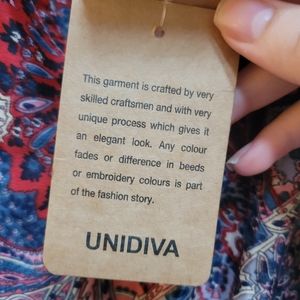 This garment is crafted by very
skilled craftsmen and with very
unique process which gives it
an elegant look. Any colour
fades or difference in beeds
or embroidery colours is part
of the fashion story.
UNIDIVA